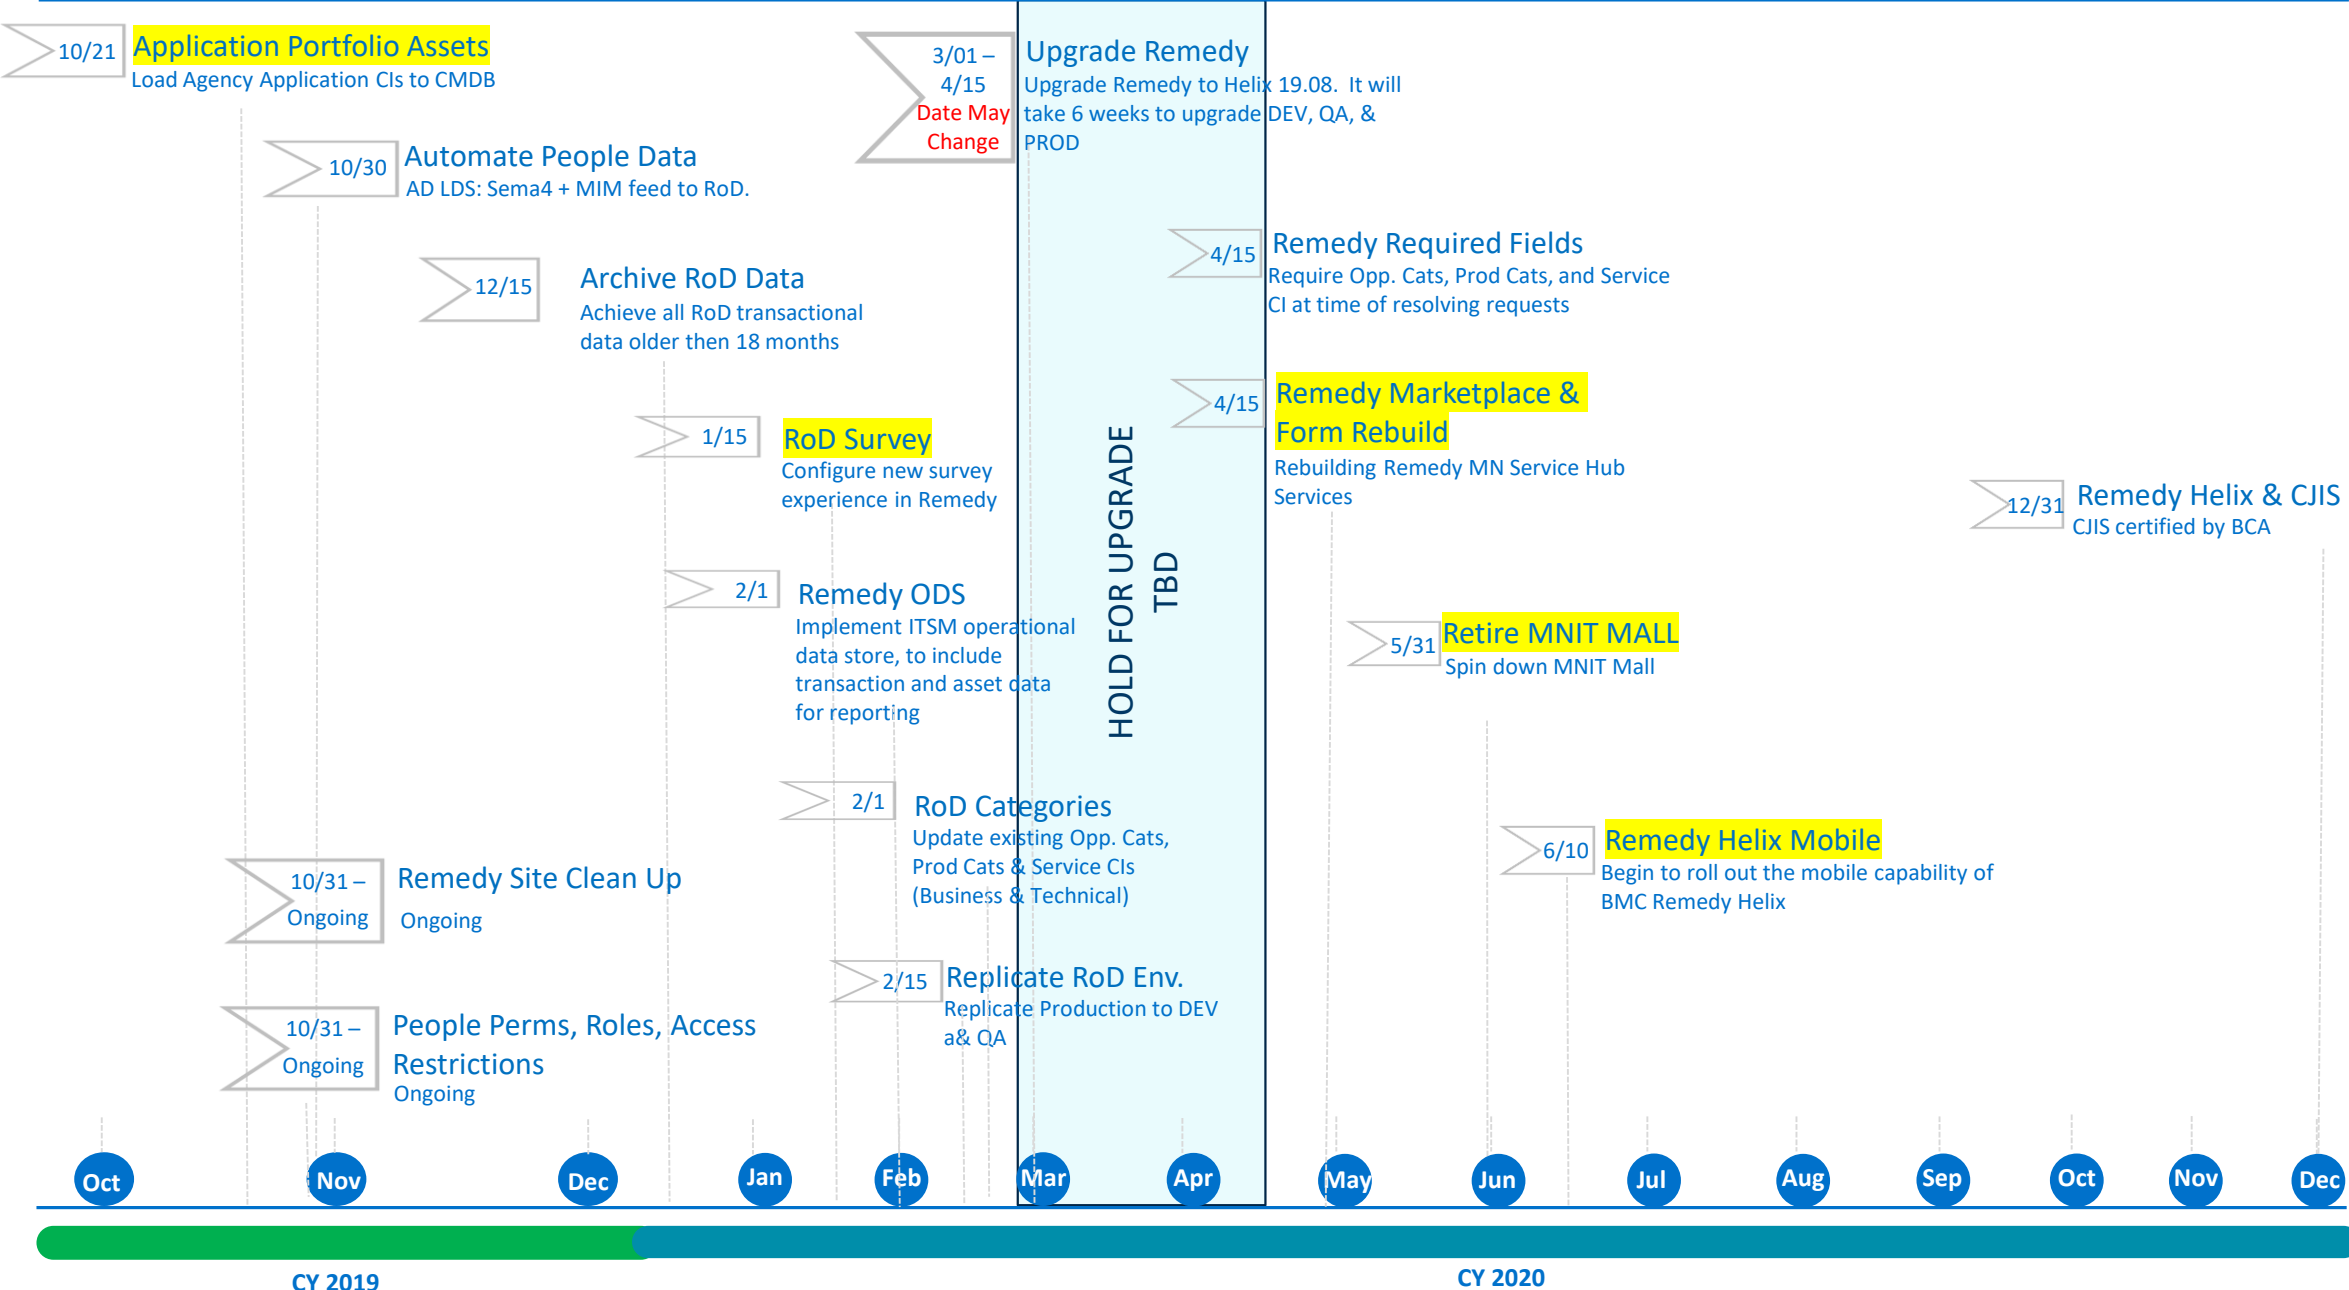 10/21
Application Portfolio Assets
Load Agency Application CIs to CMDB
10/30
Automate People Data
AD LDS: Sema4 + MIM feed to RoD.
12/15
Archive RoD Data
Achieve all RoD transactional
data older then 18 months
1/15
RoD Survey
Configure new survey
experience in Remedy
2/1
Remedy ODS
Implement ITSM operational
data store, to include
transaction and asset data
for reporting
2/1
RoD Categories
Update existing Opp. Cats,
Prod Cats & Service CIs
(Business & Technical)
10/31 –
Ongoing
Remedy Site Clean Up
Ongoing
2/15
Replicate RoD Env.
Replicate Production to DEV
a& QA
10/31 –
Ongoing
People Perms, Roles, Access
Restrictions
Ongoing
3/01 –
4/15
Date May
Change
Upgrade Remedy
Upgrade Remedy to Helix 19.08.  It will
take 6 weeks to upgrade DEV, QA, &
PROD
HOLD FOR UPGRADE
TBD
4/15
Remedy Required Fields
Require Opp. Cats, Prod Cats, and Service
CI at time of resolving requests
4/15
Remedy Marketplace &
Form Rebuild
Rebuilding Remedy MN Service Hub
Services
12/31
Remedy Helix & CJIS
CJIS certified by BCA
5/31
Retire MNIT MALL
Spin down MNIT Mall
6/10
Remedy Helix Mobile
Begin to roll out the mobile capability of
BMC Remedy Helix
Oct Nov Dec Jan Feb Mar Apr May Jun Jul Aug Sep Oct Nov Dec
CY 2019
CY 2020